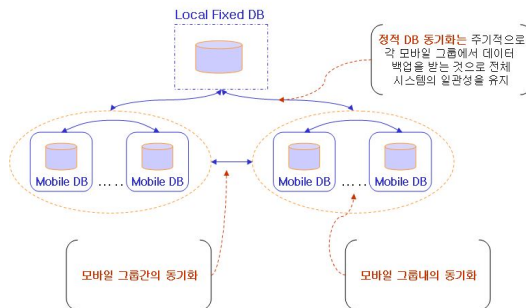 Local Fixed DB
정적 DB 동기화는 주기적으로
각 모바일 그룹에서 데이터
백업을 받는 것으로 전체
시스템의 일관성을 유지
Mobile DB ..... Mobile DB
Mobile DB ..... Mobile DB
모바일 그룹간의 동기화
모바일 그룹내의 동기화